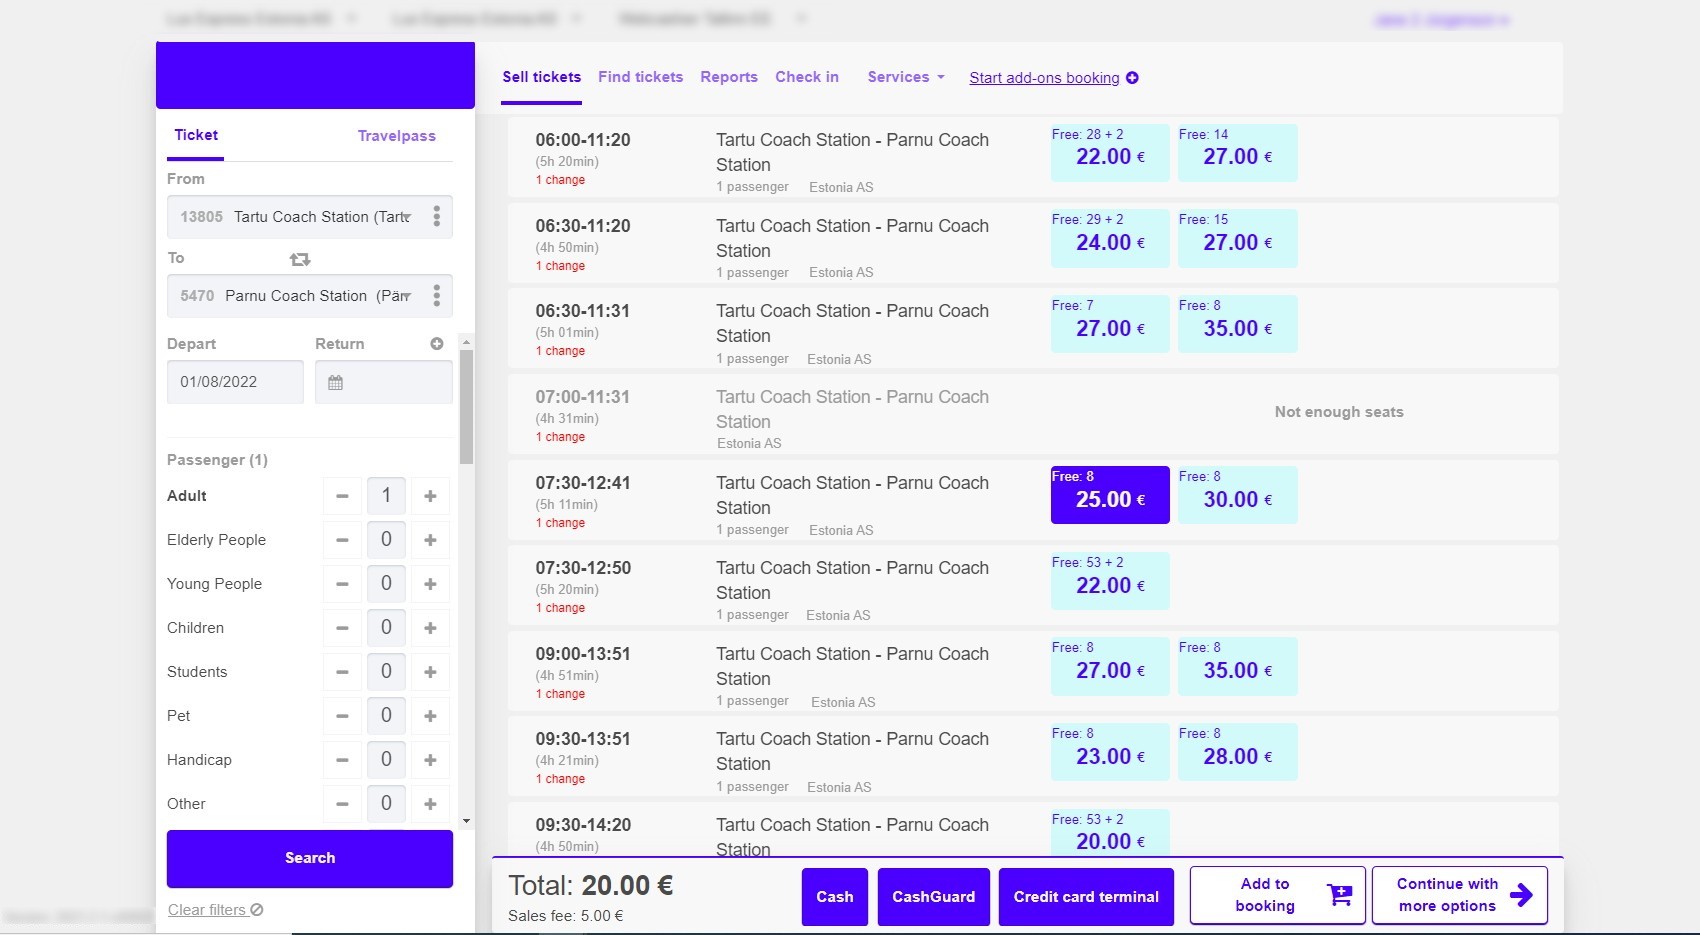 Sell tickets Find tickets Reports Check in Services Start add-ons booking
Ticket Travelpass
From
13805 Tartu Coach Station (Tart
To
5470 Parnu Coach Station (Pär
Depart Return
01/08/2022
Passenger (1)
Adult 1
Elderly People 0
Young People 0
Children 0
Students 0
Pet 0
Handicap 0
Other 0
Search
Clear filters
06:00-11:20 Tartu Coach Station - Parnu Coach Free: 28 + 2 Free: 14
(5h 20min) Station 22.00 € 27.00 €
1 change 1 passenger Estonia AS
06:30-11:20 Tartu Coach Station - Parnu Coach Free: 29 + 2 Free: 15
(4h 50min) Station 24.00 € 27.00 €
1 change 1 passenger Estonia AS
06:30-11:31 Tartu Coach Station - Parnu Coach Free: 7 Free: 8
(5h 01min) Station 27.00 € 35.00 €
1 change 1 passenger Estonia AS
07:00-11:31 Tartu Coach Station - Parnu Coach
(4h 31min) Station Not enough seats
1 change Estonia AS
07:30-12:41 Tartu Coach Station - Parnu Coach Free: 8 Free: 8
(5h 11min) Station 25.00 € 30.00 €
1 change 1 passenger Estonia AS
07:30-12:50 Tartu Coach Station - Parnu Coach Free: 53 + 2
(5h 20min) Station 22.00 €
1 change 1 passenger Estonia AS
09:00-13:51 Tartu Coach Station - Parnu Coach Free: 8 Free: 8
(4h 51min) Station 27.00 € 35.00 €
1 change 1 passenger Estonia AS
09:30-13:51 Tartu Coach Station - Parnu Coach Free: 8 Free: 8
(4h 21min) Station 23.00 € 28.00 €
1 change 1 passenger Estonia AS
09:30-14:20 Tartu Coach Station - Parnu Coach Free: 53 + 2
(4h 50min) Station 20.00 €
Total: 20.00 €
Sales fee: 5.00 €
Cash CashGuard Credit card terminal
Add to
booking
Continue with
more options